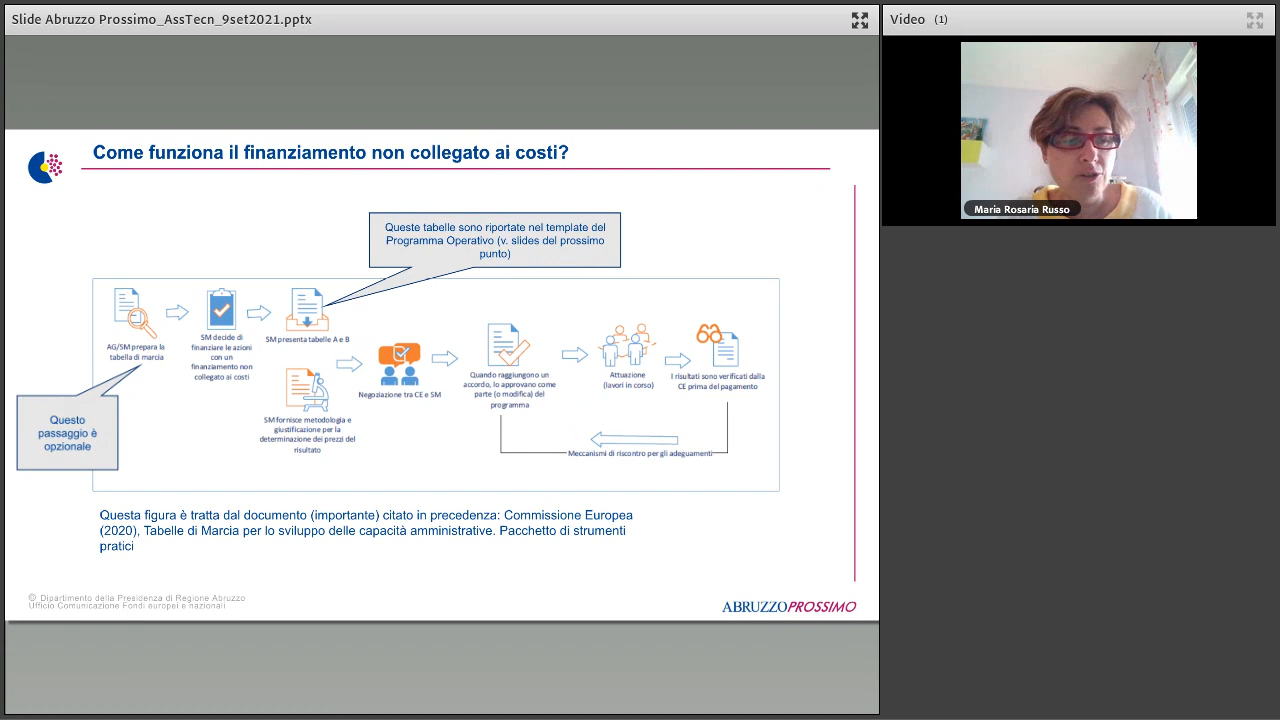 Slide Abruzzo Prossimo_AssTecn_9set2021.pptx
Video (1)
Maria Rosaria Russo
Come funziona il finanziamento non collegato ai costi?
Queste tabelle sono riportate nel template del
Programma Operativo (v. slides del prossimo
punto)
AG/SM prepara la
tabella di marcia
SM decide di
finanziare le azioni
con un
finanziamento non
collegato ai costi
SM presenta tabelle A e B
SM fornisce metodologia e
giustificazione per la
determinazione dei prezzi del
risultato
Negoziazione tra CE e SM
Quando raggiungono un
accordo, lo approvano come
parte (o modifica) del
programma
Attuazione
(lavori in corso)
I risultati sono verificati dalla
CE prima del pagamento
Meccanismi di riscontro per gli adeguamenti
Questo
passaggio è
opzionale
Questa figura è tratta dal documento (importante) citato in precedenza: Commissione Europea
(2020), Tabelle di Marcia per lo sviluppo delle capacità amministrative. Pacchetto di strumenti
pratici
© Dipartimento della Presidenza di Regione Abruzzo
Ufficio Comunicazione Fondi europei e nazionali
ABRUZZOPROSSIMO